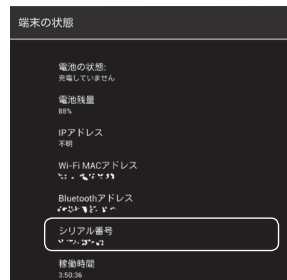 端末の状態
電池の状態:
充電していません
電池残量
88%
IPアドレス
不明
Wi-Fi MACアドレス
Bluetoothアドレス
シリアル番号
稼働時間
3:50:36